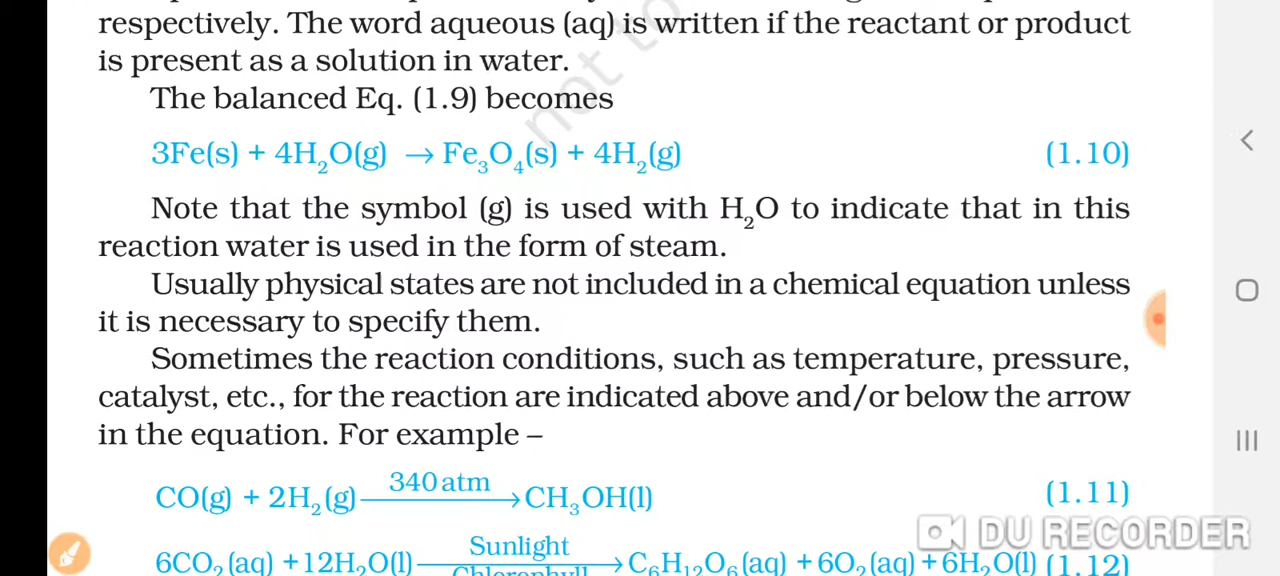 respectively. The word aqueous (aq) is written if the reactant or product
is present as a solution in water.
not to
The balanced Eq. (1.9) becomes
3Fe(s) + 4H₂O(g) → Fe₃O₄(s) + 4H₂(g) (1.10)
Note that the symbol (g) is used with H₂O to indicate that in this
reaction water is used in the form of steam.
Usually physical states are not included in a chemical equation unless
it is necessary to specify them.
Sometimes the reaction conditions, such as temperature, pressure,
catalyst, etc., for the reaction are indicated above and/or below the arrow
in the equation. For example –
340 atm
CO(g) + 2H₂(g) → CH₃OH(l) (1.11)
DU RECORDER
Sunlight
6CO₂(aq) + 12H₂O(l) → C₆H₁₂O₆(aq) + 6O₂(aq) + 6H₂O(l) (1.12)
Chlorophyll